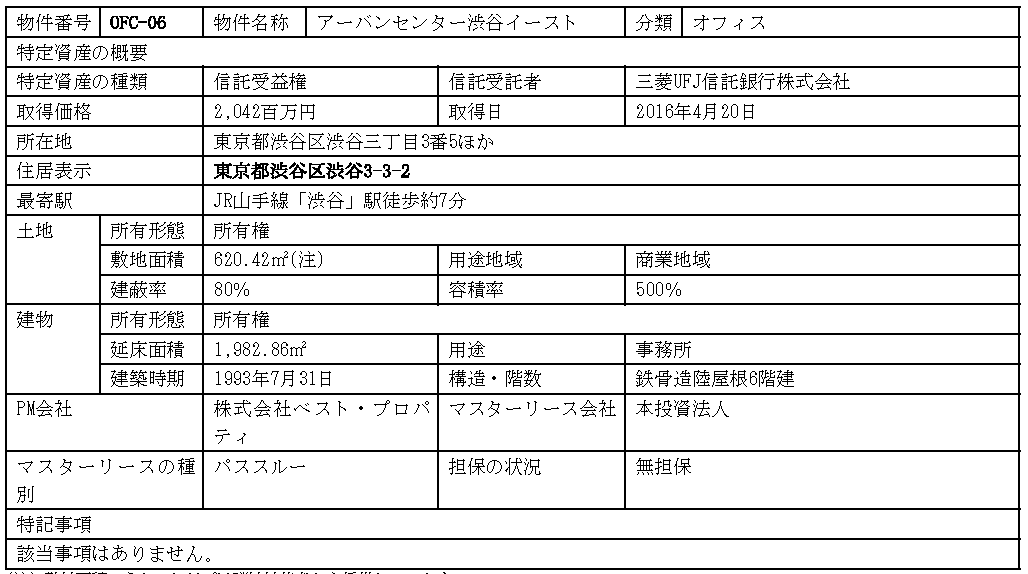 物件番号 OFC-06 物件名称 アーバンセンター渋谷イースト 分類 オフィス
特定資産の概要
特定資産の種類 信託受益権 信託受託者 三菱UFJ信託銀行株式会社
取得価格 2,042百万円 取得日 2016年4月20日
所在地 東京都渋谷区渋谷三丁目3番5ほか
住居表示 東京都渋谷区渋谷3-3-2
最寄駅 JR山手線「渋谷」駅徒歩約7分
土地 所有形態 所有権
敷地面積 620.42㎡(注) 用途地域 商業地域
建蔽率 80% 容積率 500%
建物 所有形態 所有権
延床面積 1,982.86㎡ 用途 事務所
建築時期 1993年7月31日 構造・階数 鉄骨造陸屋根6階建
PM会社 株式会社ベスト・プロパ マスターリース会社 本投資法人
ティ
マスターリースの種 パススルー 担保の状況 無担保
別
特記事項
該当事項はありません。